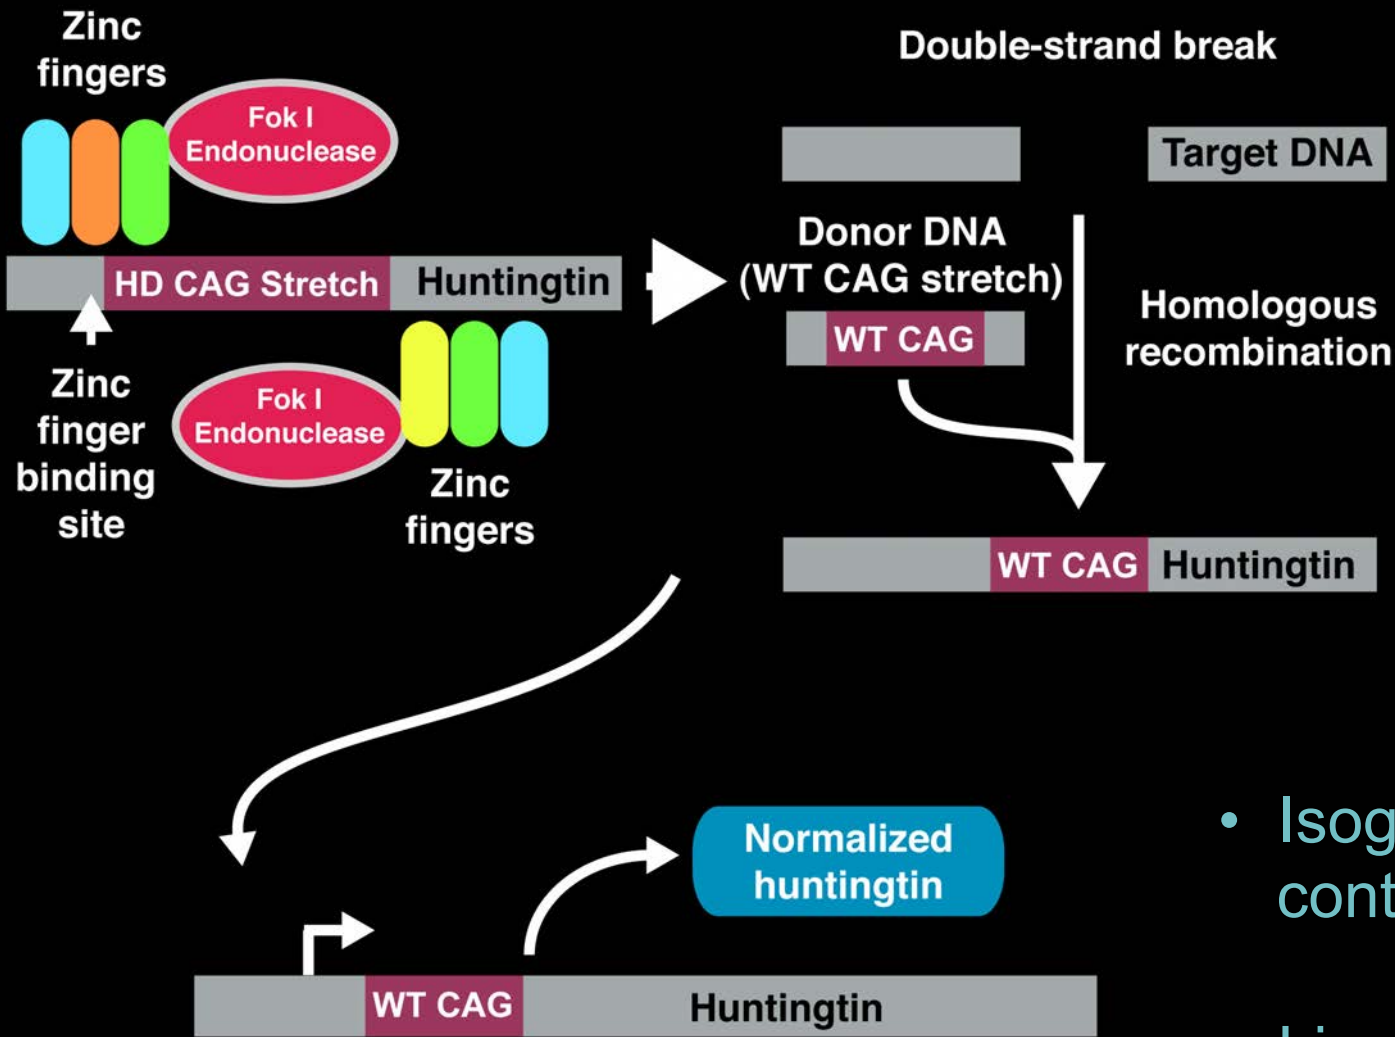 Zinc
fingers
Fok I
Endonuclease
HD CAG Stretch
Huntingtin
Zinc
finger
binding
site
Fok I
Endonuclease
Zinc
fingers
Double-strand break
Target DNA
Donor DNA
(WT CAG stretch)
WT CAG
Homologous
recombination
WT CAG
Huntingtin
Normalized
huntingtin
WT CAG
Huntingtin
• Isog
cont